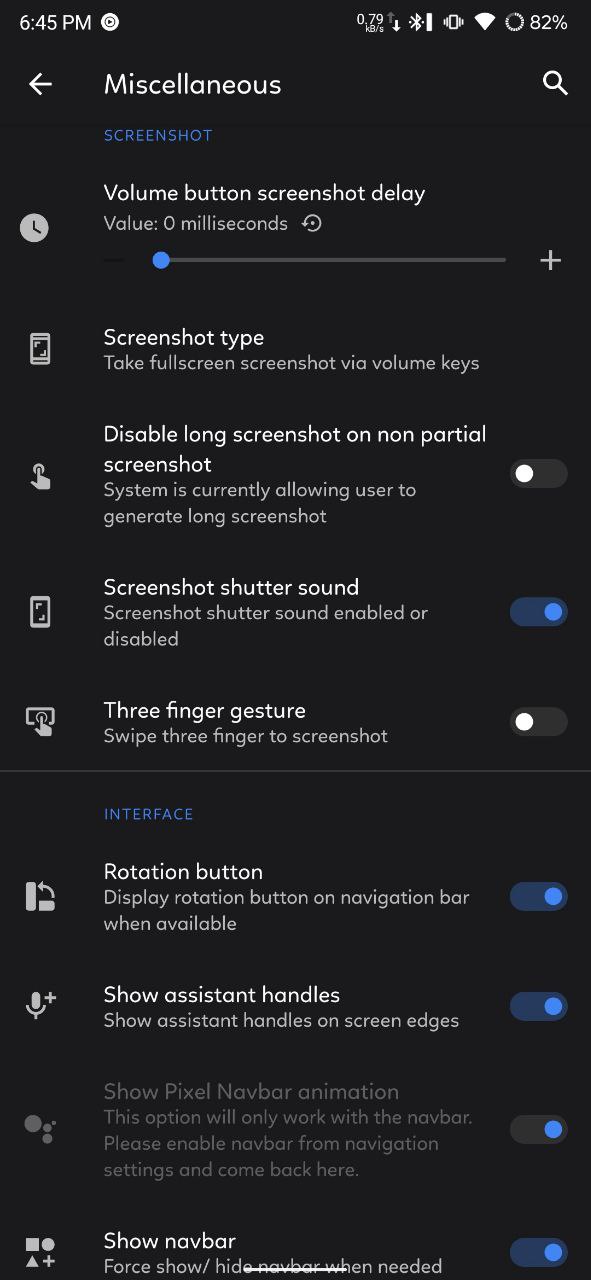 6:45 PM 0.79 kB/s 82%
Miscellaneous
SCREENSHOT
Volume button screenshot delay
Value: 0 milliseconds
Screenshot type
Take fullscreen screenshot via volume keys
Disable long screenshot on non partial
screenshot
System is currently allowing user to
generate long screenshot
Screenshot shutter sound
Screenshot shutter sound enabled or
disabled
Three finger gesture
Swipe three finger to screenshot
INTERFACE
Rotation button
Display rotation button on navigation bar
when available
Show assistant handles
Show assistant handles on screen edges
Show Pixel Navbar animation
This option will only work with the navbar.
Please enable navbar from navigation
settings and come back here.
Show navbar
Force show/ hide navbar when needed